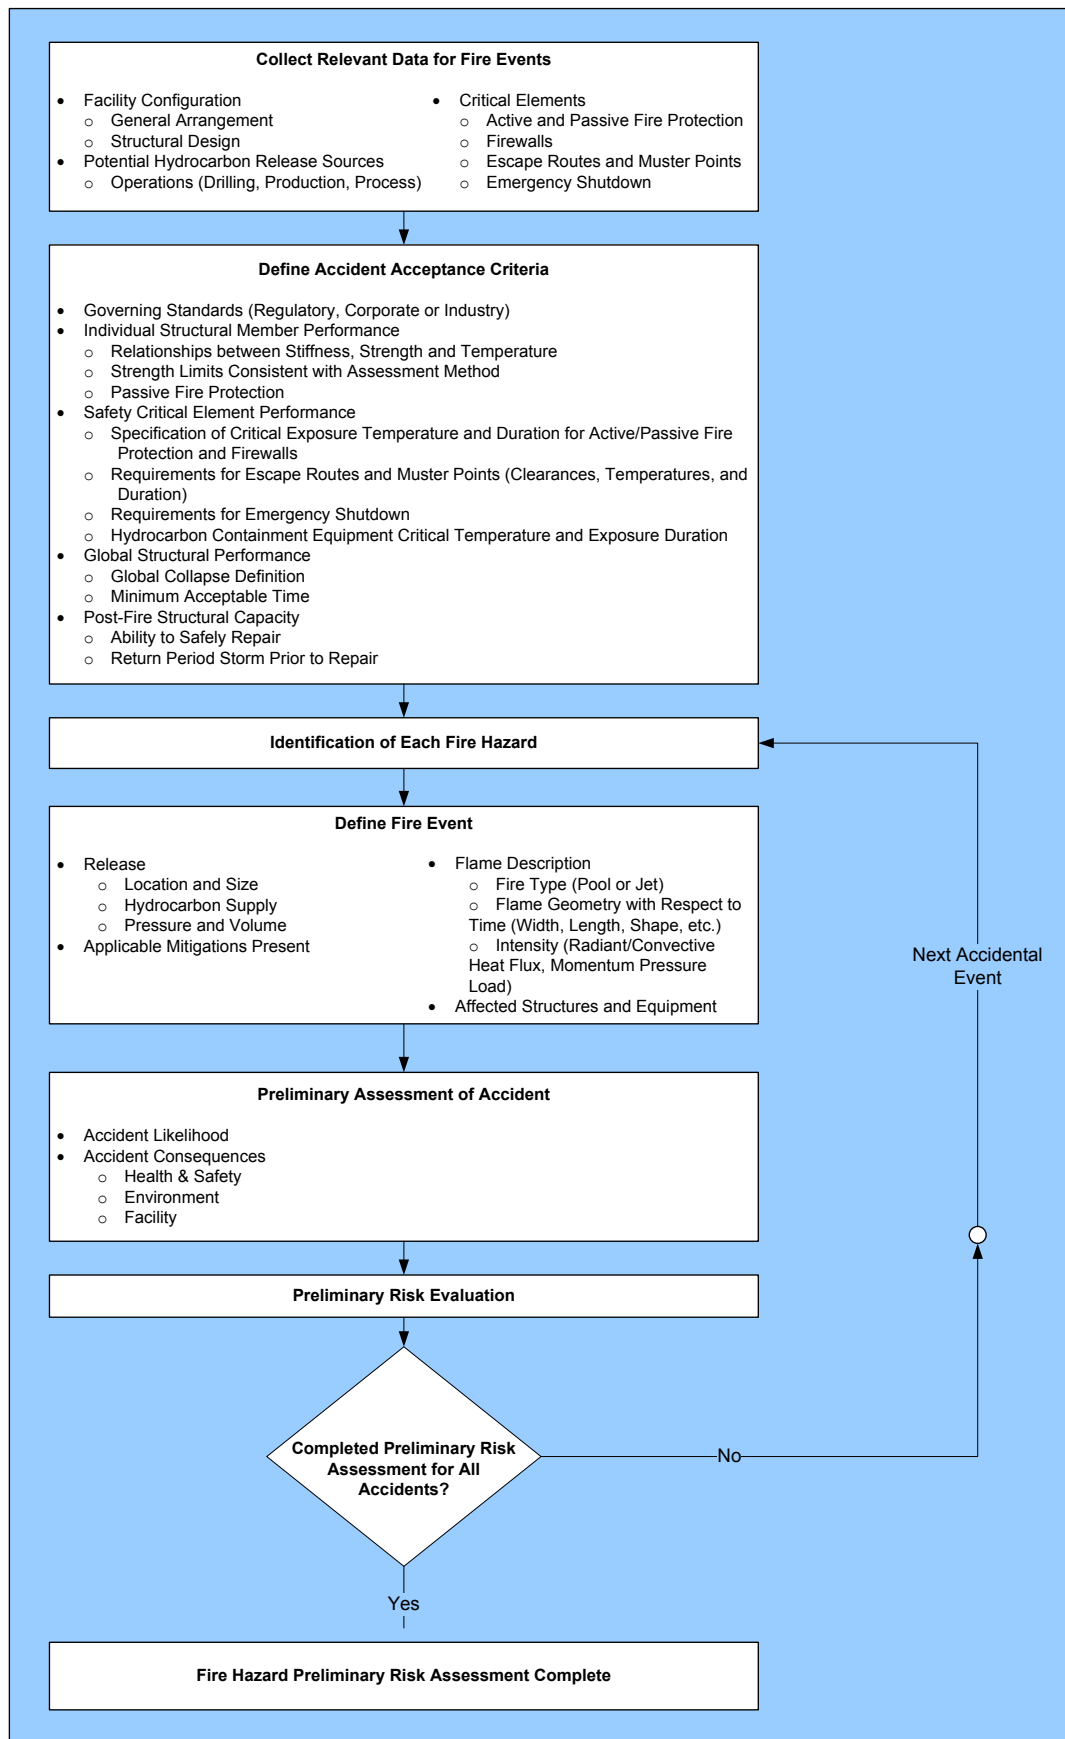 Collect Relevant Data for Fire Events
• Facility Configuration
o General Arrangement
o Structural Design
• Potential Hydrocarbon Release Sources
o Operations (Drilling, Production, Process)
• Critical Elements
o Active and Passive Fire Protection
o Firewalls
o Escape Routes and Muster Points
o Emergency Shutdown
Define Accident Acceptance Criteria
• Governing Standards (Regulatory, Corporate or Industry)
• Individual Structural Member Performance
o Relationships between Stiffness, Strength and Temperature
o Strength Limits Consistent with Assessment Method
o Passive Fire Protection
• Safety Critical Element Performance
o Specification of Critical Exposure Temperature and Duration for Active/Passive Fire
Protection and Firewalls
o Requirements for Escape Routes and Muster Points (Clearances, Temperatures, and
Duration)
o Requirements for Emergency Shutdown
o Hydrocarbon Containment Equipment Critical Temperature and Exposure Duration
• Global Structural Performance
o Global Collapse Definition
o Minimum Acceptable Time
• Post-Fire Structural Capacity
o Ability to Safely Repair
o Return Period Storm Prior to Repair
Identification of Each Fire Hazard
Define Fire Event
• Release
o Location and Size
o Hydrocarbon Supply
o Pressure and Volume
• Applicable Mitigations Present
• Flame Description
o Fire Type (Pool or Jet)
o Flame Geometry with Respect to
Time (Width, Length, Shape, etc.)
o Intensity (Radiant/Convective
Heat Flux, Momentum Pressure
Load)
• Affected Structures and Equipment
Next Accidental
Event
Preliminary Assessment of Accident
• Accident Likelihood
• Accident Consequences
o Health & Safety
o Environment
o Facility
Preliminary Risk Evaluation
Completed Preliminary Risk
Assessment for All
Accidents?
No
Yes
Fire Hazard Preliminary Risk Assessment Complete